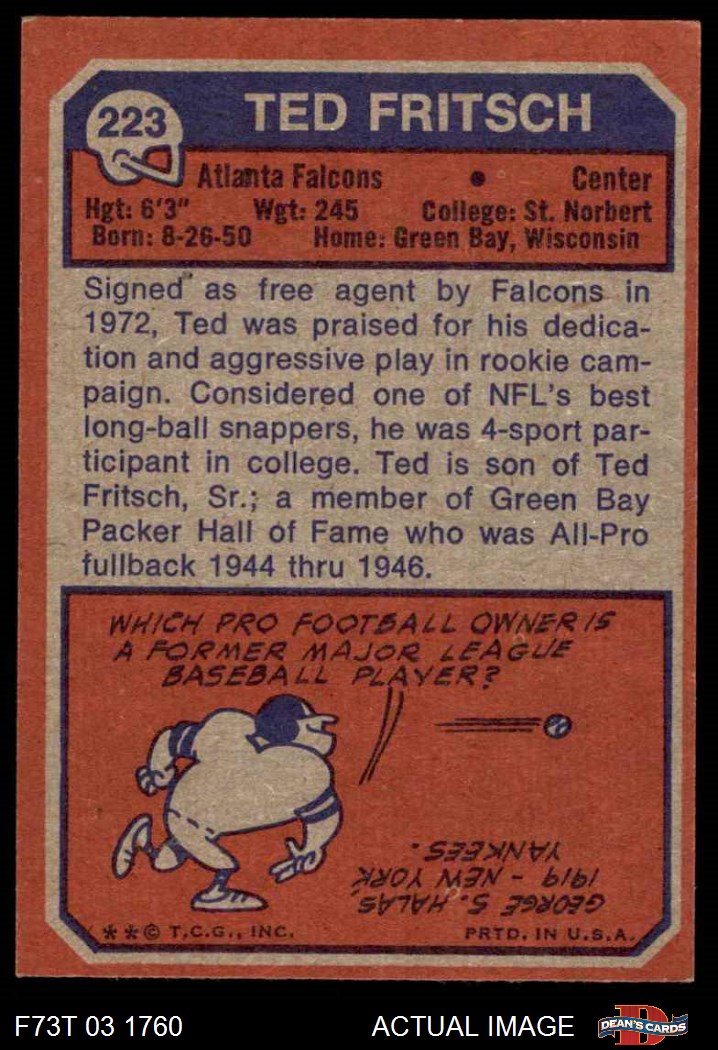 223
TED FRITSCH
Atlanta Falcons • Center
Hgt: 6'3" Wgt: 245 College: St. Norbert
Born: 8-26-50 Home: Green Bay, Wisconsin
Signed as free agent by Falcons in
1972, Ted was praised for his dedica-
tion and aggressive play in rookie cam-
paign. Considered one of NFL's best
long-ball snappers, he was 4-sport par-
ticipant in college. Ted is son of Ted
Fritsch, Sr.; a member of Green Bay
Packer Hall of Fame who was All-Pro
fullback 1944 thru 1946.
WHICH PRO FOOTBALL OWNER IS
A FORMER MAJOR LEAGUE
BASEBALL PLAYER?
GEORGE S. HALAS
1919 - NEW YORK
YANKEES.
**© T.C.G., INC. PRTD. IN U.S.A.
F73T 03 1760 ACTUAL IMAGE
D
DEAN'S CARDS